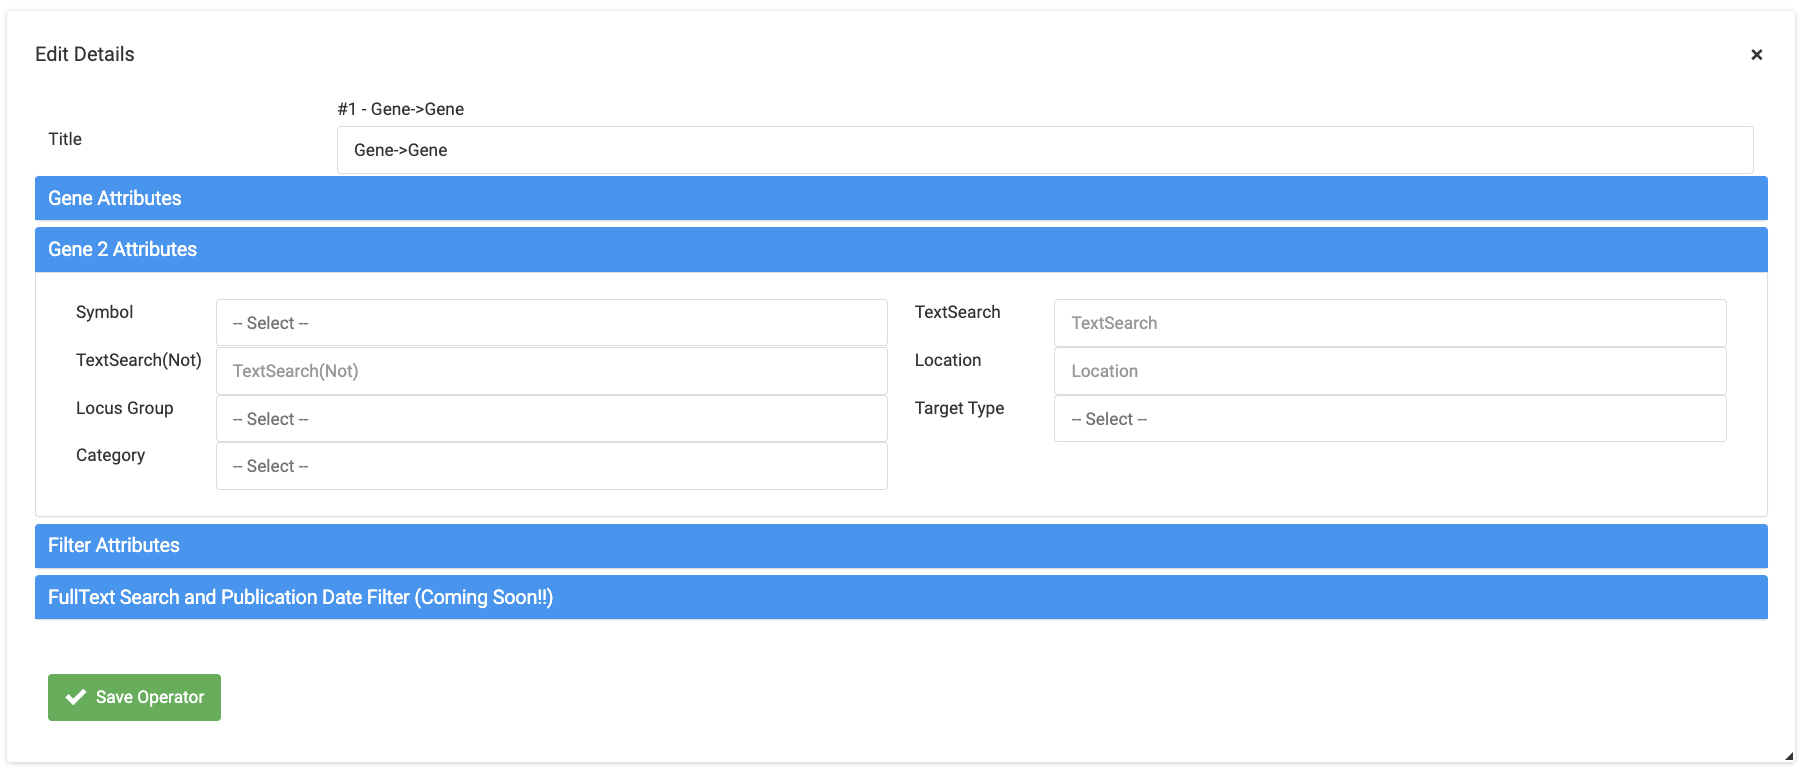 Edit Details
×
#1 - Gene->Gene
Title
Gene->Gene
Gene Attributes
Gene 2 Attributes
Symbol
-- Select --
TextSearch
TextSearch
TextSearch(Not)
TextSearch(Not)
Location
Location
Locus Group
-- Select --
Target Type
-- Select --
Category
-- Select --
Filter Attributes
FullText Search and Publication Date Filter (Coming Soon!!)
Save Operator